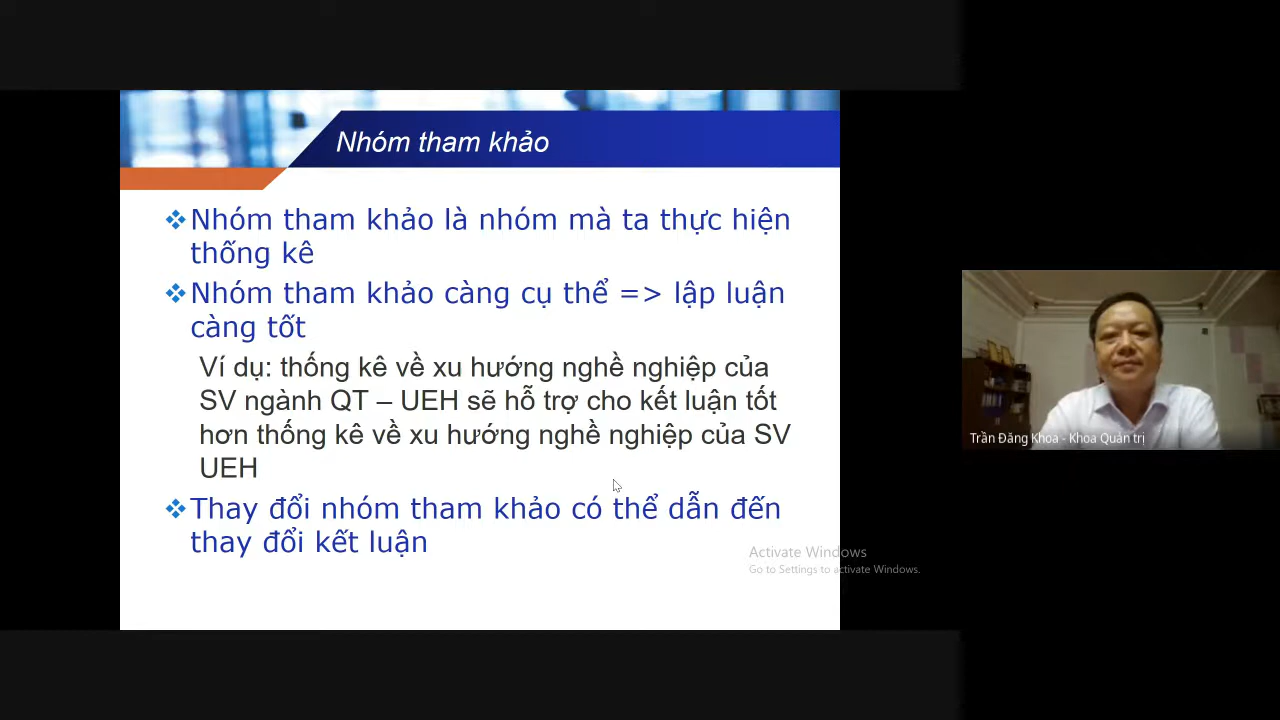 Nhóm tham khảo
Nhóm tham khảo là nhóm mà ta thực hiện
thống kê
Nhóm tham khảo càng cụ thể => lập luận
càng tốt
Ví dụ: thống kê về xu hướng nghề nghiệp của
SV ngành QT – UEH sẽ hỗ trợ cho kết luận tốt
hơn thống kê về xu hướng nghề nghiệp của SV
UEH
Thay đổi nhóm tham khảo có thể dẫn đến
thay đổi kết luận
Activate Windows
Go to Settings to activate Windows.
Trần Đăng Khoa - Khoa Quản trị